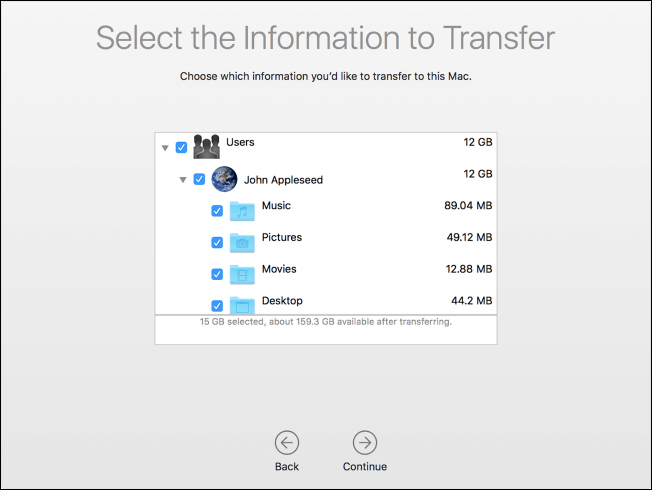 Select the Information to Transfer
Choose which information you'd like to transfer to this Mac.
Users 12 GB
John Appleseed 12 GB
Music 89.04 MB
Pictures 49.12 MB
Movies 12.88 MB
Desktop 44.2 MB
15 GB selected, about 159.3 GB available after transferring.
Back Continue